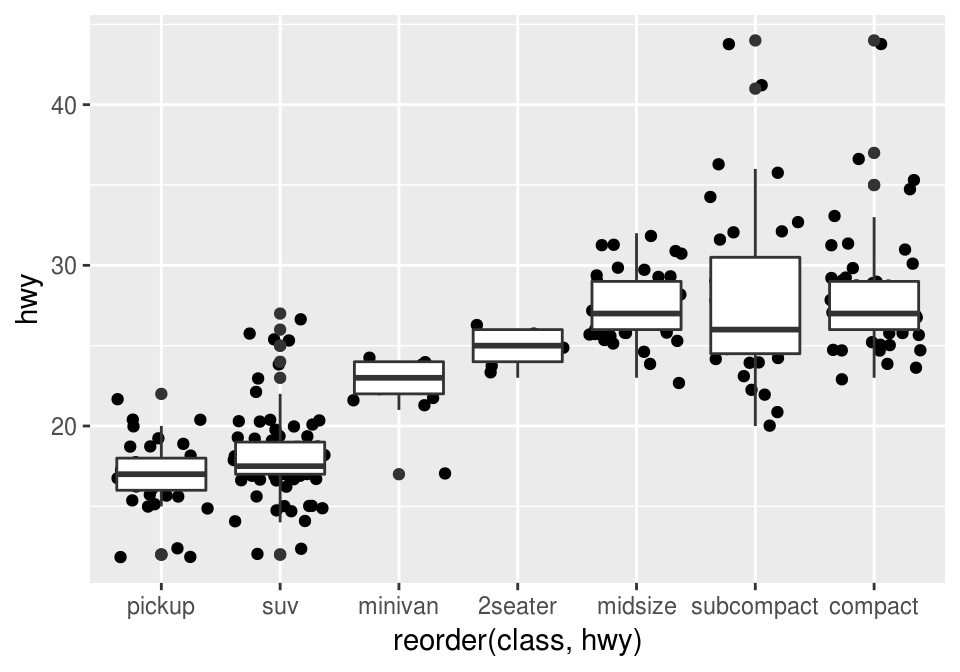 40
30
20
hwy
pickup suv minivan 2seater midsize subcompact compact
reorder(class, hwy)